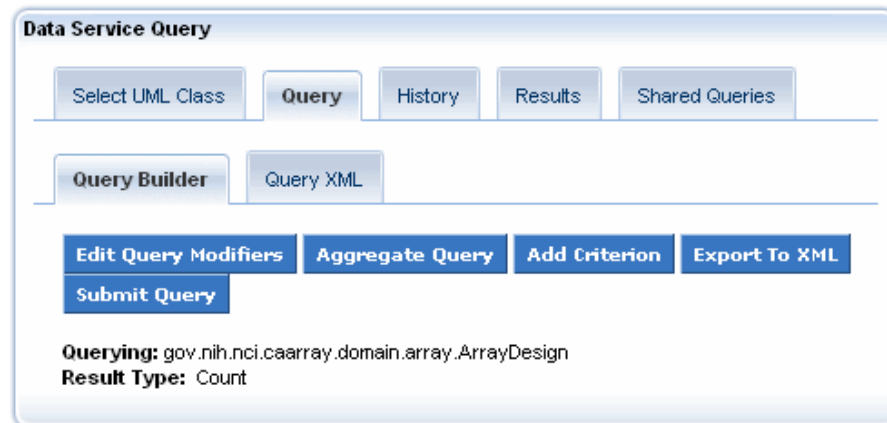 Data Service Query
Select UML Class Query History Results Shared Queries
Query Builder Query XML
Edit Query Modifiers Aggregate Query Add Criterion Export To XML
Submit Query
Querying: gov.nih.nci.caarray.domain.array.ArrayDesign
Result Type: Count